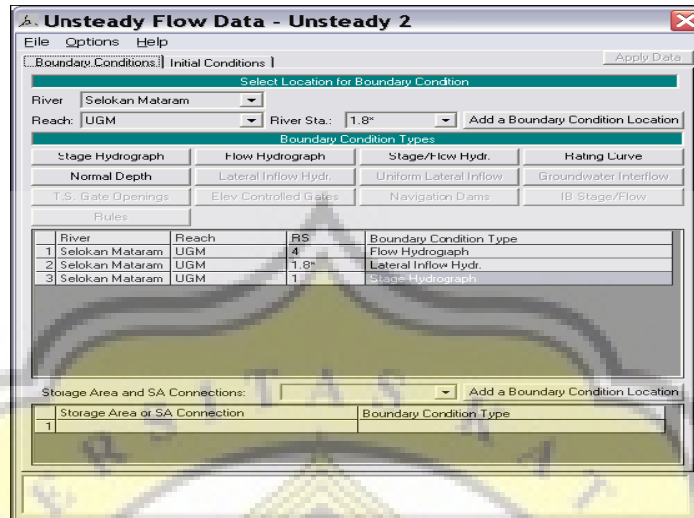 Unsteady Flow Data - Unsteady 2
File Options Help
Boundary Conditions Initial Conditions Apply Data
Select Location for Boundary Condition
River Selokan Mataram
Reach: UGM River Sta.: 1.8* Add a Boundary Condition Location
Boundary Condition Types
Stage Hydrograph Flow Hydrograph Stage/Flow Hydr. Rating Curve
Normal Depth Lateral Inflow Hydr. Uniform Lateral Inflow Groundwater Interflow
T.S. Gate Openings Elev Controlled Gates Navigation Dams IB Stage/Flow
Rules
River Reach RS Boundary Condition Type
1 Selokan Mataram UGM 4 Flow Hydrograph
2 Selokan Mataram UGM 1.8* Lateral Inflow Hydr.
3 Selokan Mataram UGM 1 Stage Hydrograph
Storage Area and SA Connections: Add a Boundary Condition Location
Storage Area or SA Connection Boundary Condition Type
1